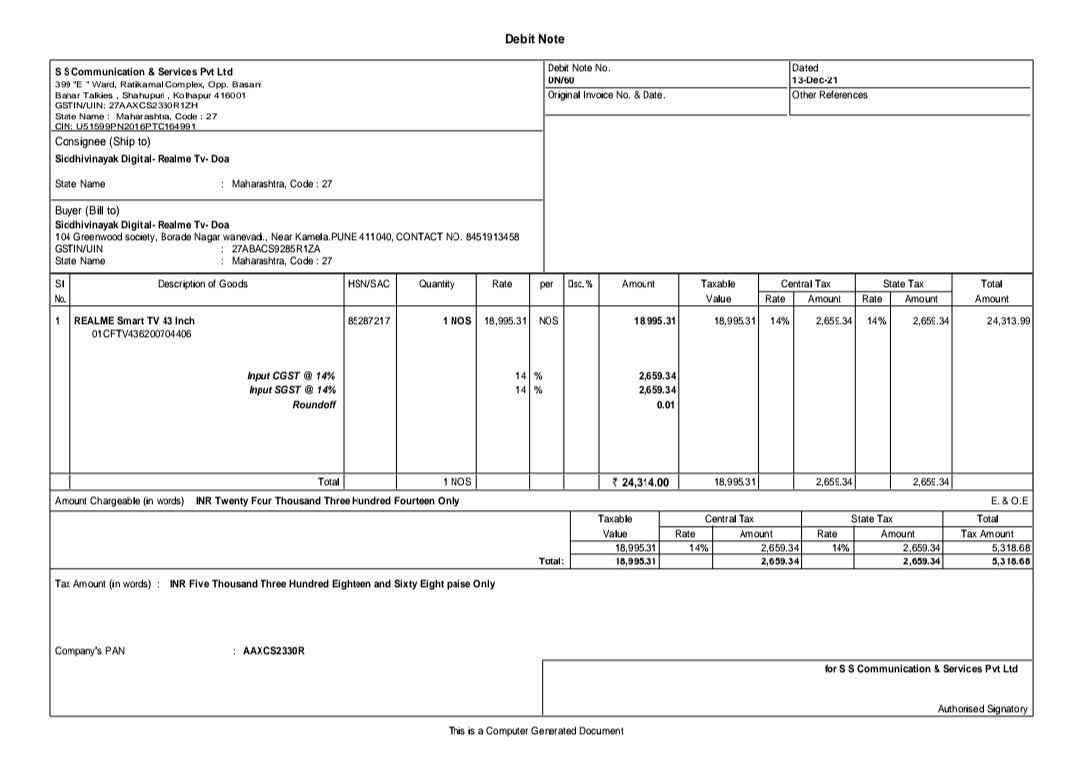 Debit Note
S S Communication & Services Pvt Ltd
399 "E " Ward, Ratikamal Complex, Opp. Basant
Bahar Talkies , Shahupuri , Kolhapur 416001
GSTIN/UIN: 27AAXCS2330R1ZH
State Name : Maharashtra, Code : 27
CIN: U51599PN2016PTC164991
Debit Note No.
DN/60
Dated
13-Dec-21
Original Invoice No. & Date.
Other References
Consignee (Ship to)
Siddhivinayak Digital- Realme Tv- Doa
State Name : Maharashtra, Code : 27
Buyer (Bill to)
Siddhivinayak Digital- Realme Tv- Doa
104 Greenwood society, Borade Nagar wanevadi., Near Kamela.PUNE 411040, CONTACT NO. 8451913458
GSTIN/UIN : 27ABACS9285R1ZA
State Name : Maharashtra, Code : 27
Sl Description of Goods HSN/SAC Quantity Rate per Disc. % Amount Taxable Central Tax State Tax Total
No. Value Rate Amount Rate Amount Amount
1 REALME Smart TV 43 Inch 85287217 1 NOS 18,995.31 NOS 18,995.31 18,995.31 14% 2,659.34 14% 2,659.34 24,313.99
01CFTV436200704406
Input CGST @ 14% 14 % 2,659.34
Input SGST @ 14% 14 % 2,659.34
Roundoff 0.01
Total 1 NOS ₹ 24,314.00 18,995.31 2,659.34 2,659.34
Amount Chargeable (in words) INR Twenty Four Thousand Three Hundred Fourteen Only E. & O.E
Taxable Central Tax State Tax Total
Value Rate Amount Rate Amount Tax Amount
18,995.31 14% 2,659.34 14% 2,659.34 5,318.68
Total: 18,995.31 2,659.34 2,659.34 5,318.68
Tax Amount (in words) : INR Five Thousand Three Hundred Eighteen and Sixty Eight paise Only
Company's PAN : AAXCS2330R
for S S Communication & Services Pvt Ltd
Authorised Signatory
This is a Computer Generated Document